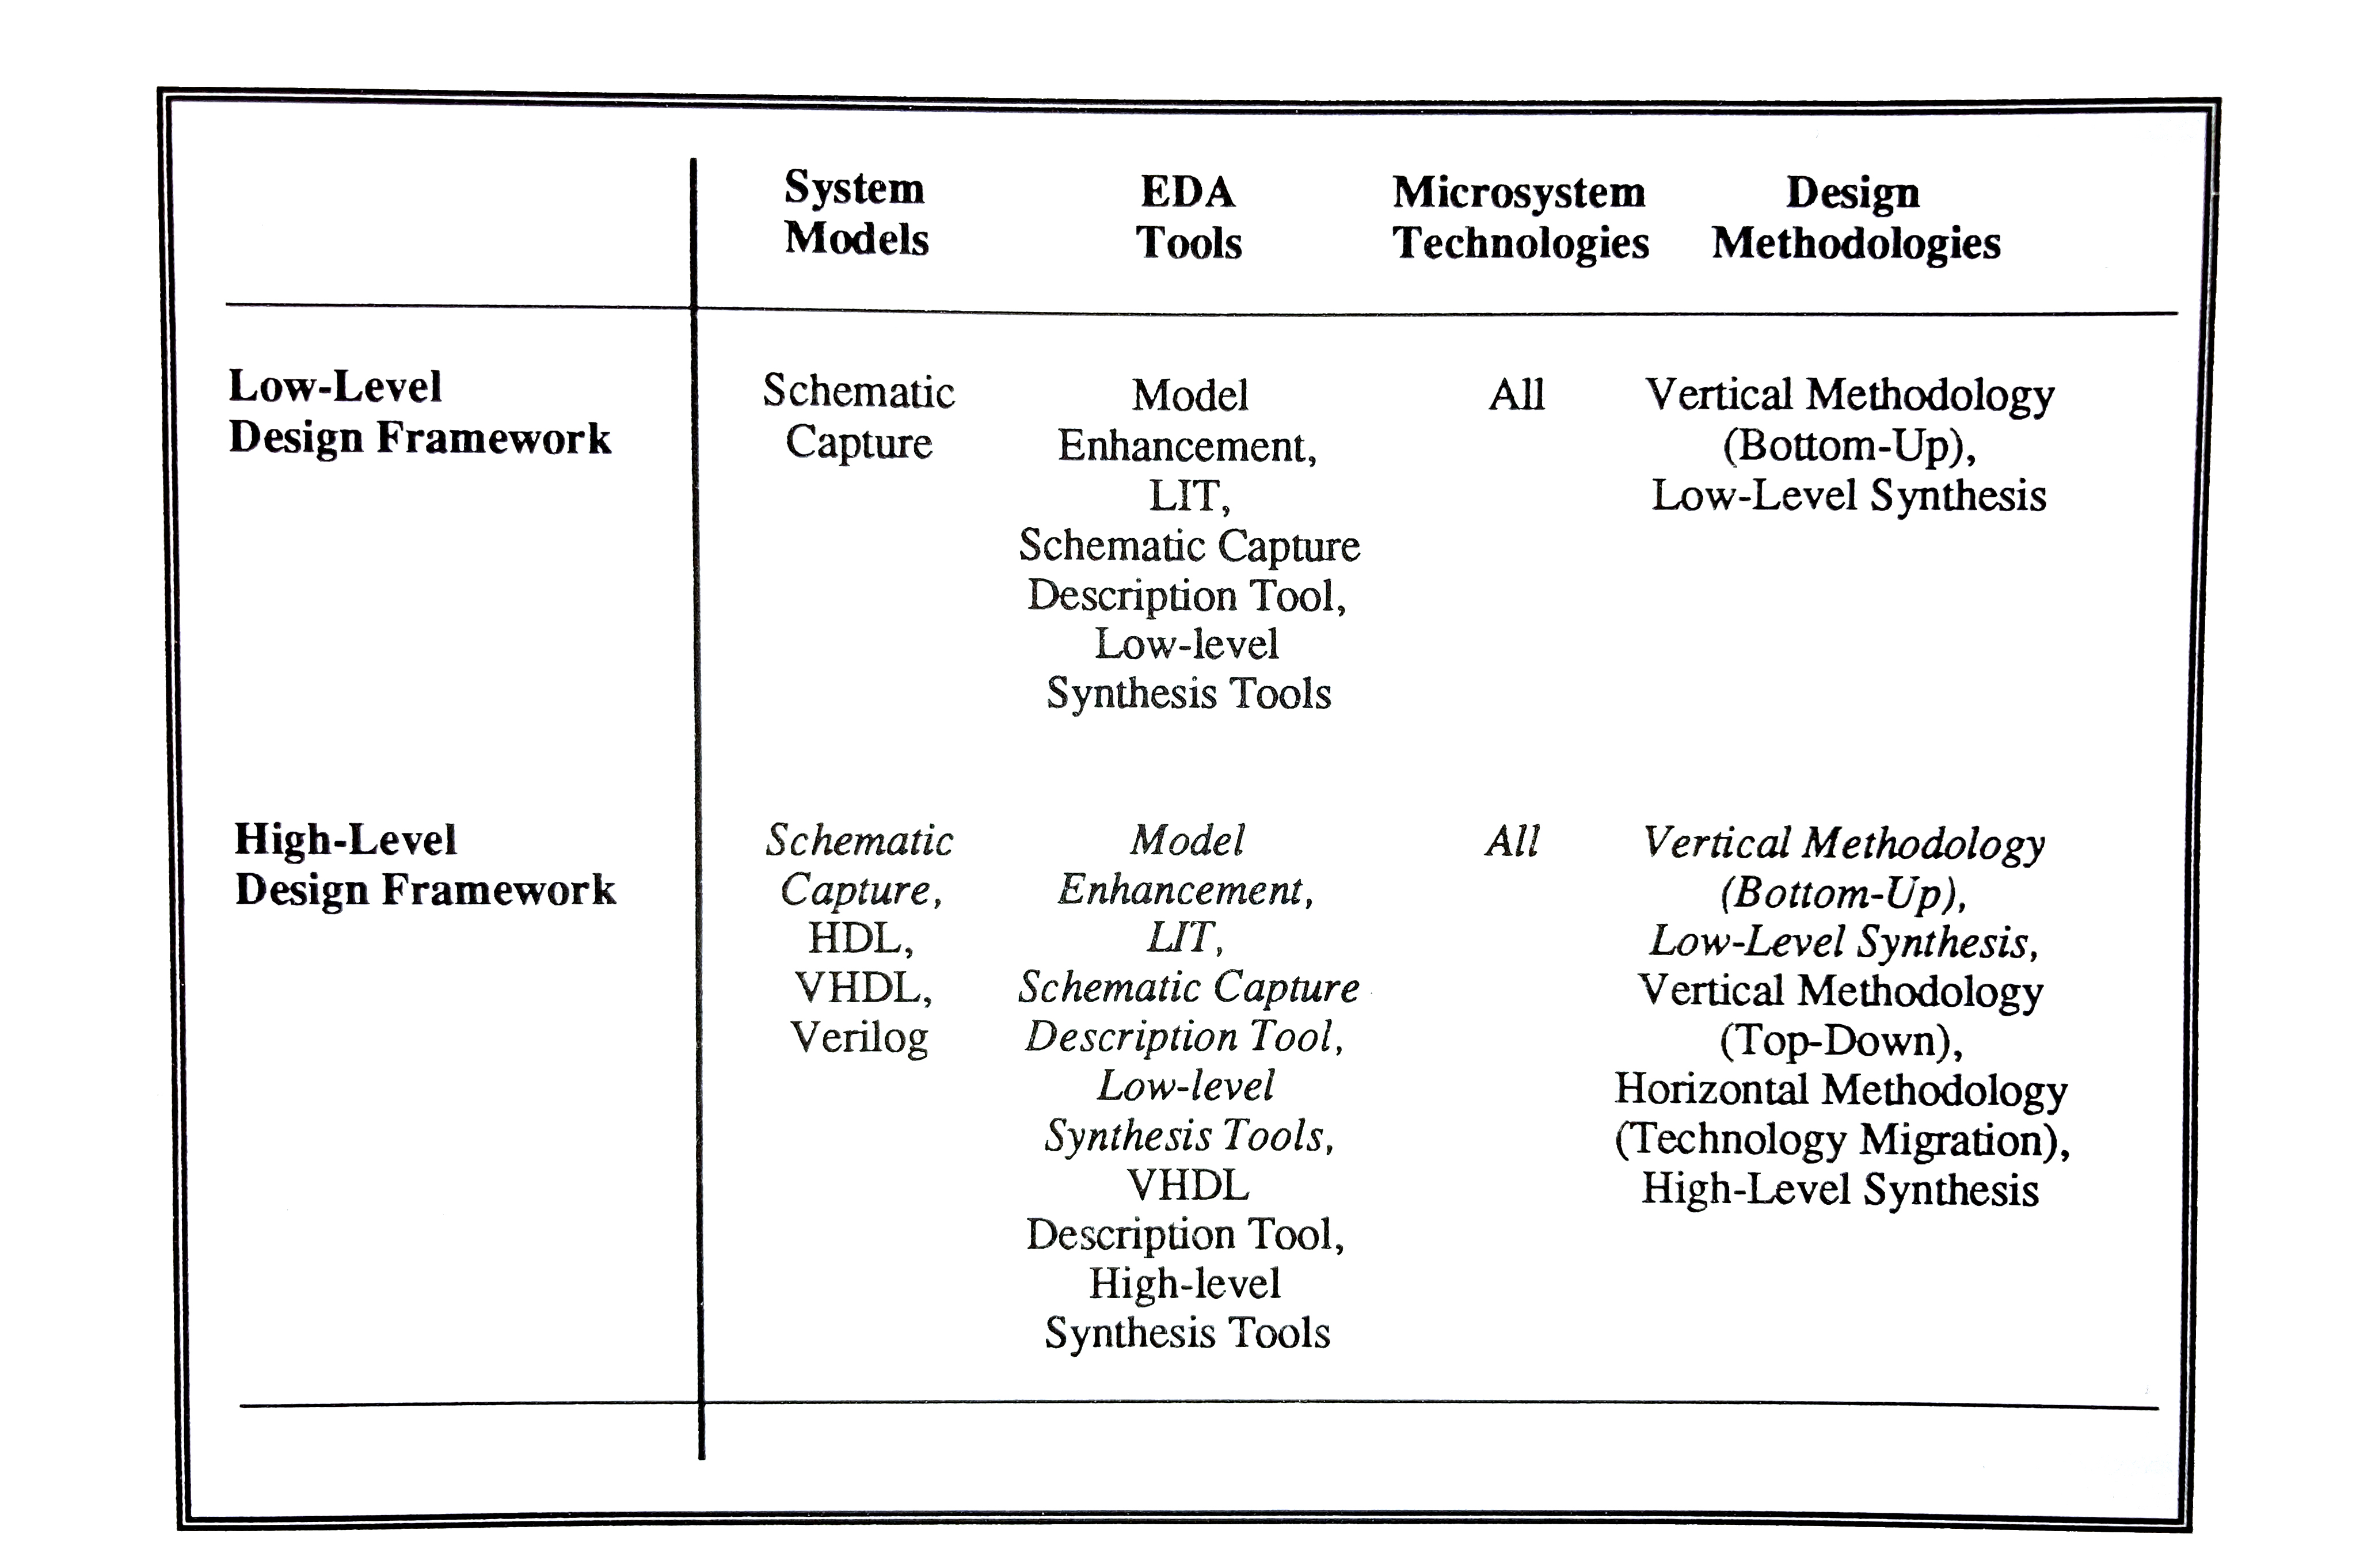 System
Models
EDA
Tools
Microsystem
Technologies
Design
Methodologies
Low-Level
Design Framework
Schematic
Capture
Model
Enhancement,
LIT,
Schematic Capture
Description Tool,
Low-level
Synthesis Tools
All
Vertical Methodology
(Bottom-Up),
Low-Level Synthesis
High-Level
Design Framework
Schematic
Capture,
HDL,
VHDL,
Verilog
Model
Enhancement,
LIT,
Schematic Capture
Description Tool,
Low-level
Synthesis Tools,
VHDL
Description Tool,
High-level
Synthesis Tools
All
Vertical Methodology
(Bottom-Up),
Low-Level Synthesis,
Vertical Methodology
(Top-Down),
Horizontal Methodology
(Technology Migration),
High-Level Synthesis